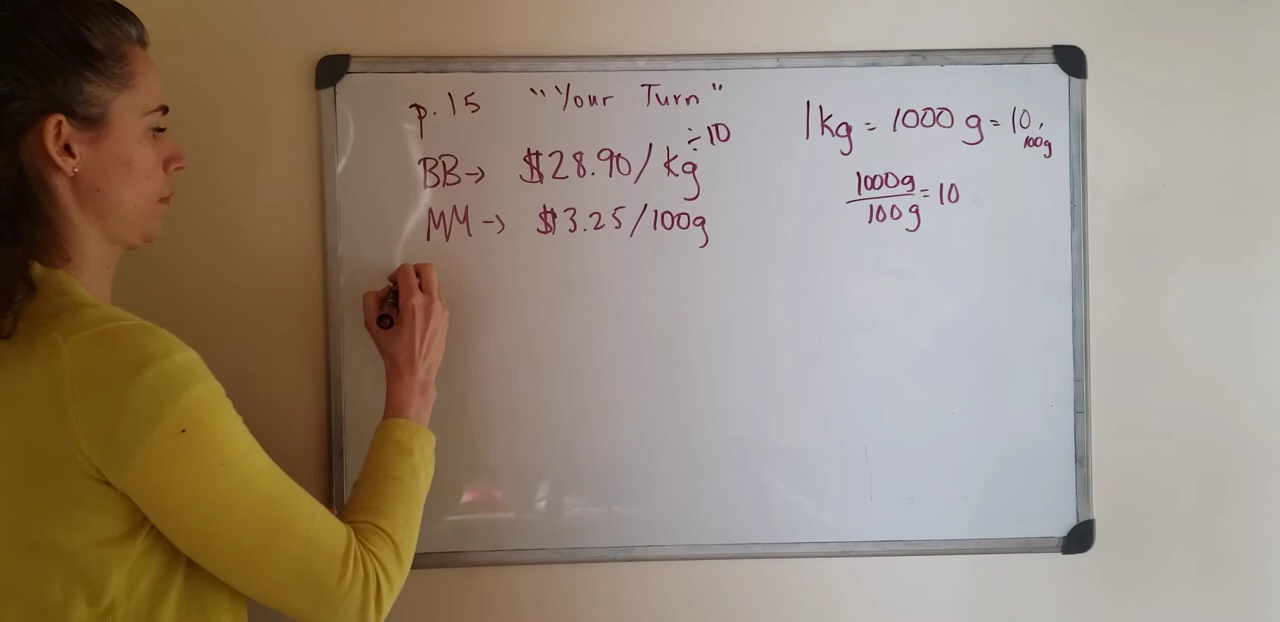 p. 15 "Your Turn"
BB→ $28.90/kg ÷10
MM→ $3.25/100g
1kg = 1000 g = 10, 100g
1000g
100g
= 10